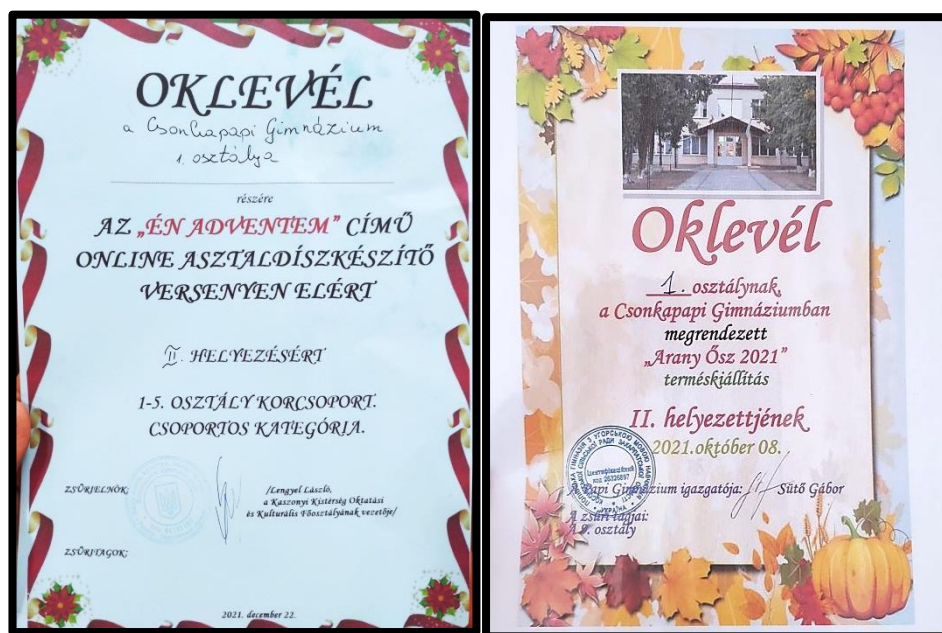 OKLEVÉL
a Csonkapapi Gimnázium
1. osztálya
részére
AZ „ÉN ADVENTEM” CÍMŰ
ONLINE ASZTALDÍSZKÉSZÍTŐ
VERSENYEN ELÉRT
II. HELYEZÉSÉRT
1-5. OSZTÁLY KORCSOPORT.
CSOPORTOS KATEGÓRIA.
ZSŰRIELNÖK:
/Lengyel László,
a Kaszonyi Kistérség Oktatási
és Kulturális Főosztályának vezetője/
ZSŰRITAGOK:
2021. december 22.
Oklevél
1. osztálynak,
a Csonkapapi Gimnáziumban
megrendezett
„Arany Ősz 2021”
terméskiállítás
II. helyezettjének
2021.október 08.
A Papi Gimnázium igazgatója: Sütő Gábor
A zsűri tagjai:
A 9. osztály